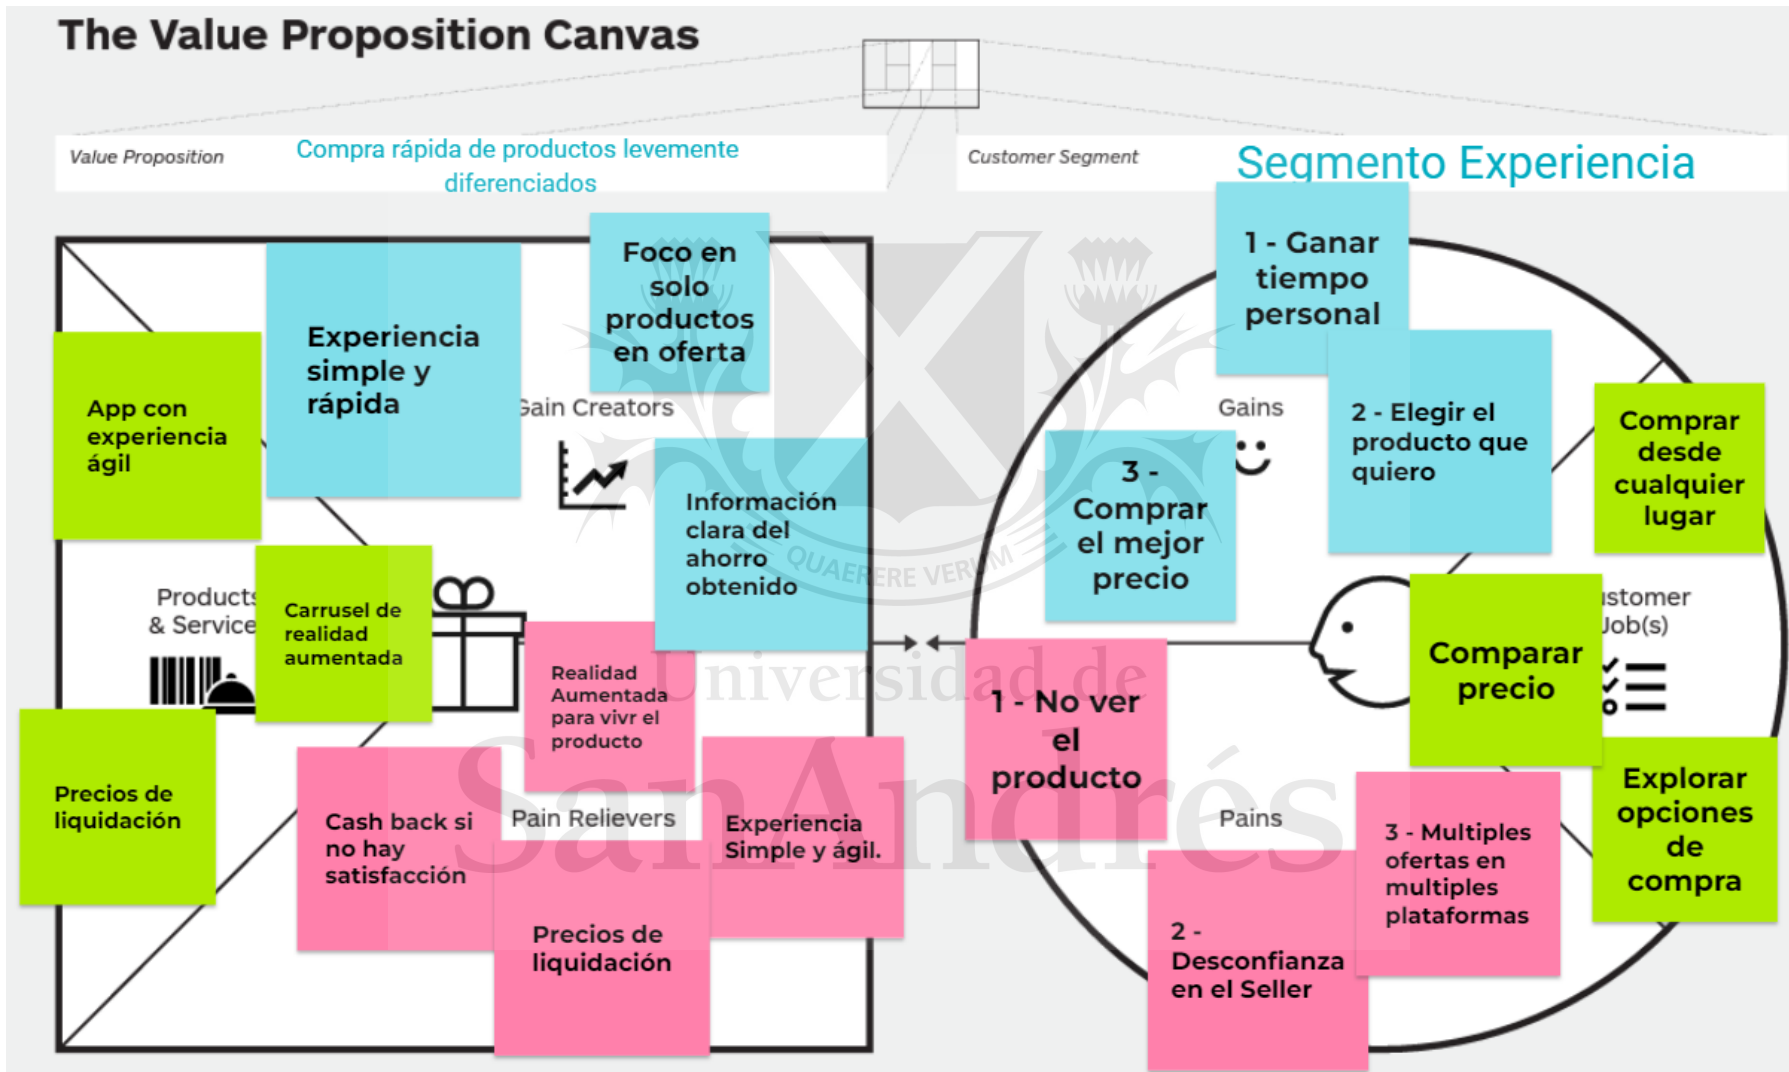 The Value Proposition Canvas
Value Proposition
Compra rápida de productos levemente
diferenciados
Customer Segment
Segmento Experiencia
Foco en
solo
productos
en oferta
Experiencia
simple y
rápida
App con
experiencia
ágil
Gain Creators
Información
clara del
ahorro
obtenido
Products
& Service
Carrusel de
realidad
aumentada
Realidad
Aumentada
para vivr el
producto
Precios de
liquidación
Cash back si
no hay
satisfacción
Pain Relievers
Experiencia
Simple y ágil.
Precios de
liquidación
1 - Ganar
tiempo
personal
Gains
2 - Elegir el
producto que
quiero
3 -
Comprar
el mejor
precio
Comprar
desde
cualquier
lugar
ustomer
Job(s)
Comparar
precio
1 - No ver
el
producto
Pains
3 - Multiples
ofertas en
multiples
plataformas
Explorar
opciones
de
compra
2 -
Desconfianza
en el Seller
QUAERERE VERUM
Universidad de
SanAndrés